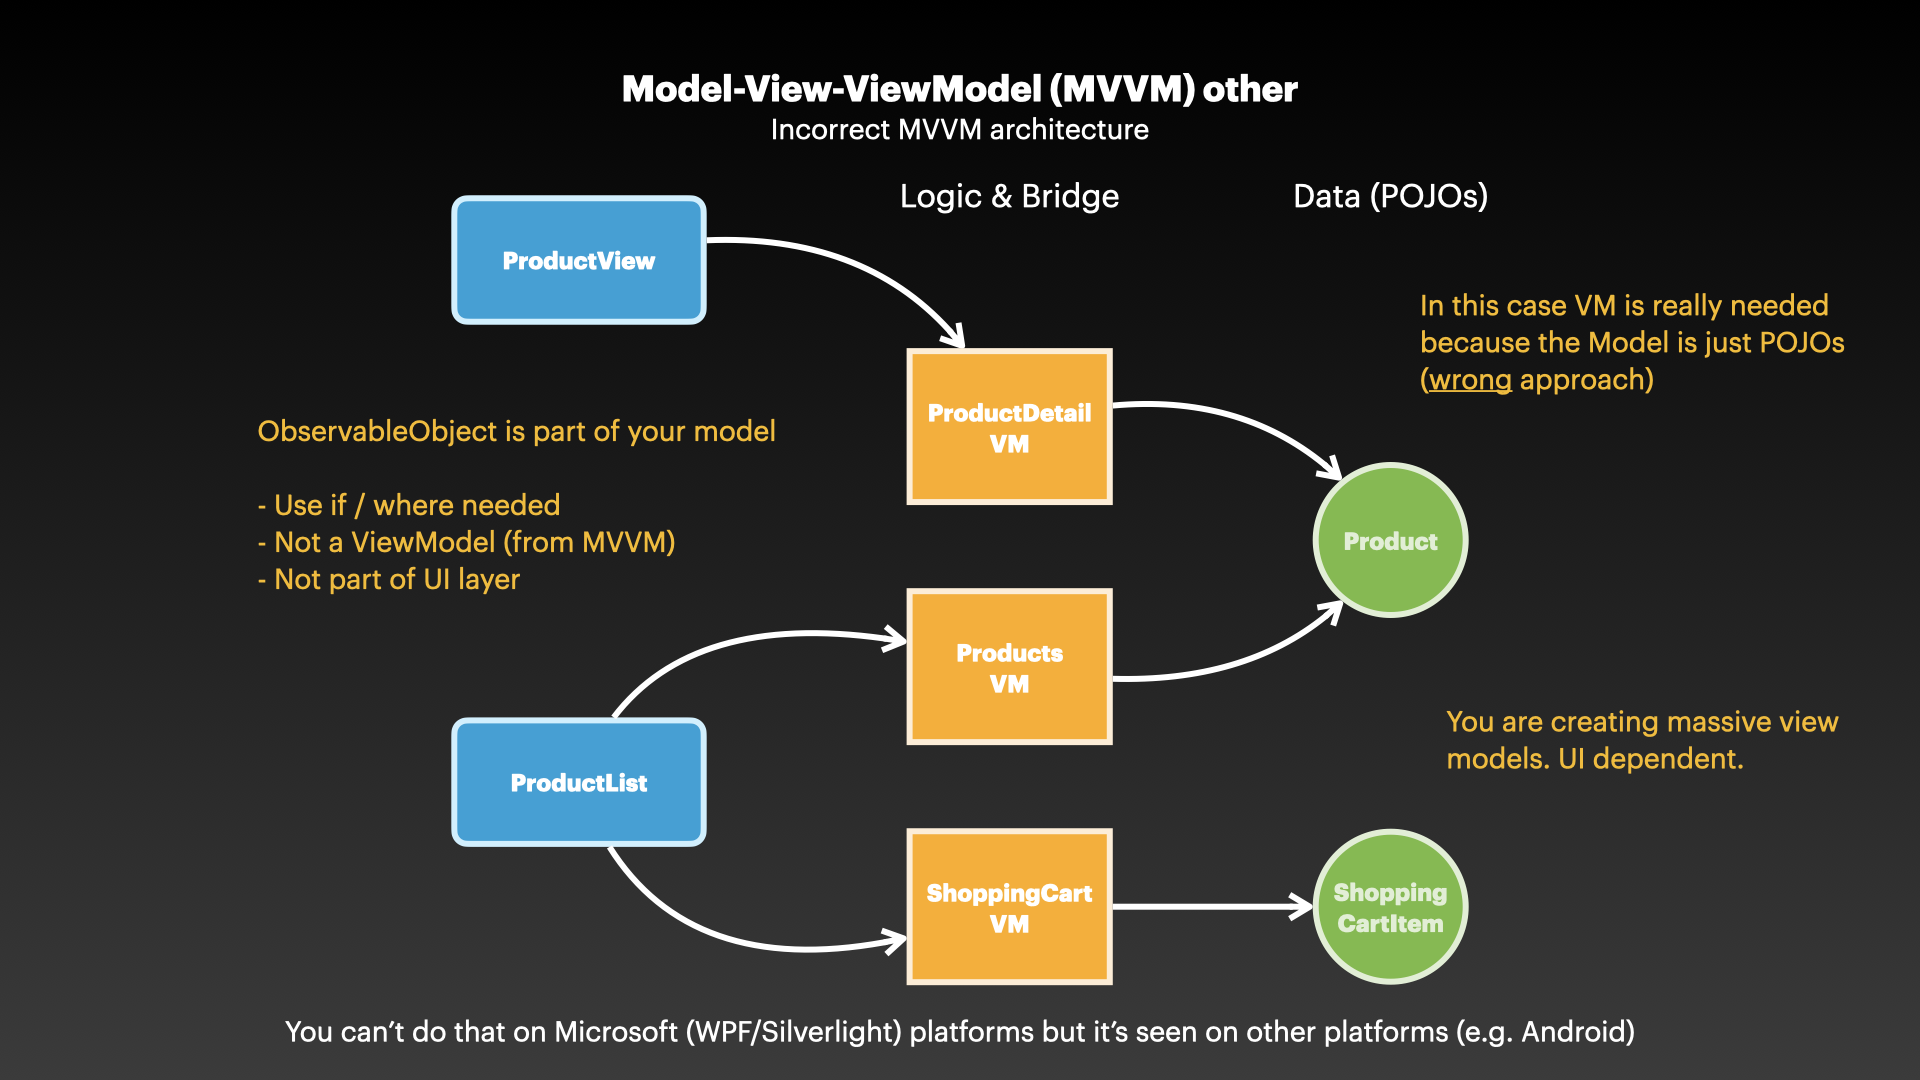 Model-View-ViewModel (MVVM) other
Incorrect MVVM architecture
Logic & Bridge
Data (POJOs)
ProductView
In this case VM is really needed
because the Model is just POJOs
(wrong approach)
ProductDetail
VM
ObservableObject is part of your model
- Use if / where needed
- Not a ViewModel (from MVVM)
- Not part of UI layer
Product
Products
VM
ProductList
You are creating massive view
models. UI dependent.
ShoppingCart
VM
Shopping
CartItem
You can’t do that on Microsoft (WPF/Silverlight) platforms but it’s seen on other platforms (e.g. Android)